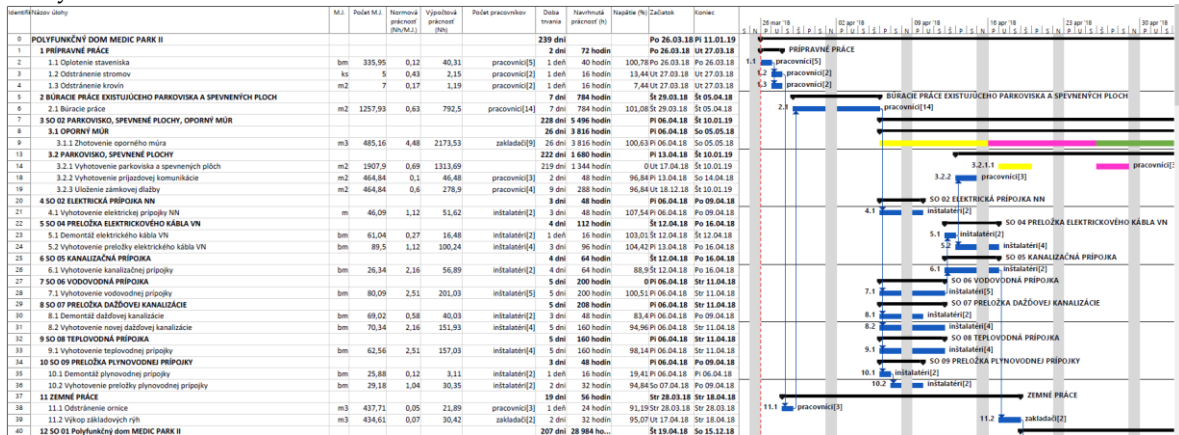 Identifik Názov úlohy M.J. Počet M.J. Normová prácnosť (Nh/M.J.) Výpočtová prácnosť (Nh) Počet pracovníkov Doba trvania Navrhnutá prácnosť (h) Napätie (%) Začiatok Koniec
26 mar '18 02 apr '18 09 apr '18 16 apr '18 23 apr '18 30 apr '18
0 POLYFUNKČNÝ DOM MEDIC PARK II 239 dní Po 26.03.18 Pi 11.01.19
1 1 PRÍPRAVNÉ PRÁCE 2 dni 72 hodín Po 26.03.18 Ut 27.03.18 PRÍPRAVNÉ PRÁCE
2 1.1 Oplotenie staveniska bm 335,95 0,12 40,31 pracovníci[5] 1 deň 40 hodín 100,78 Po 26.03.18 Po 26.03.18 1.1 pracovníci[5]
3 1.2 Odstránenie stromov ks 5 0,43 2,15 pracovníci[2] 1 deň 16 hodín 13,44 Ut 27.03.18 Ut 27.03.18 1.2 pracovníci[2]
4 1.3 Odstránenie krovín m2 7 0,17 1,19 pracovníci[2] 1 deň 16 hodín 7,44 Ut 27.03.18 Ut 27.03.18 1.3 pracovníci[2]
5 2 BÚRACIE PRÁCE EXISTUJÚCEHO PARKOVISKA A SPEVNENÝCH PLOCH 7 dní 784 hodín Št 29.03.18 Št 05.04.18 BÚRACIE PRÁCE EXISTUJÚCEHO PARKOVISKA A SPEVNENÝCH PLOCH
6 2.1 Búracie práce m2 1257,93 0,63 792,5 pracovníci[14] 7 dní 784 hodín 101,08 Št 29.03.18 Št 05.04.18 2.1 pracovníci[14]
7 3 SO 02 PARKOVISKO, SPEVNENÉ PLOCHY, OPORNÝ MÚR 228 dní 5 496 hodín Pi 06.04.18 Št 10.01.19
8 3.1 OPORNÝ MÚR 26 dní 3 816 hodín Pi 06.04.18 So 05.05.18
9 3.1.1 Zhotovenie oporného múra m3 485,16 4,48 2173,53 zakladači[9] 26 dní 3 816 hodín 100,63 Pi 06.04.18 So 05.05.18
13 3.2 PARKOVISKO, SPEVNENÉ PLOCHY 222 dní 1 680 hodín Pi 13.04.18 Št 10.01.19
14 3.2.1 Vyhotovenie parkoviska a spevnených plôch m2 1907,9 0,69 1313,69 219 dní 1 344 hodín 0 Ut 17.04.18 Št 10.01.19 3.2.1.1 pracovníci[
18 3.2.2 Vyhotovenie príjazdovej komunikácie m2 464,84 0,1 46,48 pracovníci[3] 2 dni 48 hodín 96,84 Pi 13.04.18 So 14.04.18 3.2.2 pracovníci[3]
19 3.2.3 Uloženie zámkovej dlažby m2 464,84 0,6 278,9 pracovníci[4] 9 dní 288 hodín 96,84 Ut 18.12.18 Št 10.01.19
20 4 SO 02 ELEKTRICKÁ PRÍPOJKA NN 3 dni 48 hodín Pi 06.04.18 Po 09.04.18 SO 02 ELEKTRICKÁ PRÍPOJKA NN
21 4.1 Vyhotovenie elektrickej prípojky NN m 46,09 1,12 51,62 inštalatéri[2] 3 dni 48 hodín 107,54 Pi 06.04.18 Po 09.04.18 4.1 inštalatéri[2]
22 5 SO 04 PRELOŽKA ELEKTRICKÉHO KÁBLA VN 4 dni 112 hodín Št 12.04.18 Po 16.04.18 SO 04 PRELOŽKA ELEKTRICKÉHO KÁBLA VN
23 5.1 Demontáž elektrického kábla VN bm 61,04 0,27 16,48 inštalatéri[2] 1 deň 16 hodín 103,01 Št 12.04.18 Št 12.04.18 5.1 inštalatéri[2]
24 5.2 Vyhotovenie preložky elektrického kábla VN bm 89,5 1,12 100,24 inštalatéri[4] 3 dni 96 hodín 104,42 Pi 13.04.18 Po 16.04.18 5.2 inštalatéri[4]
25 6 SO 05 KANALIZAČNÁ PRÍPOJKA 4 dni 64 hodín Št 12.04.18 Po 16.04.18 SO 05 KANALIZAČNÁ PRÍPOJKA
26 6.1 Vyhotovenie kanalizačnej prípojky bm 26,34 2,16 56,89 inštalatéri[2] 4 dni 64 hodín 88,9 Št 12.04.18 Po 16.04.18 6.1 inštalatéri[2]
27 7 SO 06 VODOVODNÁ PRÍPOJKA 5 dní 200 hodín 0 Pi 06.04.18 Str 11.04.18 SO 06 VODOVODNÁ PRÍPOJKA
28 7.1 Vyhotovenie vodovodnej prípojky bm 80,09 2,51 201,03 inštalatéri[5] 5 dní 200 hodín 100,51 Pi 06.04.18 Str 11.04.18 7.1 inštalatéri[5]
29 8 SO 07 PRELOŽKA DAŽĎOVEJ KANALIZÁCIE 5 dní 208 hodín Pi 06.04.18 Str 11.04.18 SO 07 PRELOŽKA DAŽĎOVEJ KANALIZÁCIE
30 8.1 Demontáž dažďovej kanalizácie bm 69,02 0,58 40,03 inštalatéri[2] 3 dni 48 hodín 83,4 Pi 06.04.18 Po 09.04.18 8.1 inštalatéri[2]
31 8.2 Vyhotovenie novej dažďovej kanalizácie bm 70,34 2,16 151,93 inštalatéri[4] 5 dní 160 hodín 94,96 Pi 06.04.18 Str 11.04.18 8.2 inštalatéri[4]
32 9 SO 08 TEPLOVODNÁ PRÍPOJKA 5 dní 160 hodín Pi 06.04.18 Str 11.04.18 SO 08 TEPLOVODNÁ PRÍPOJKA
33 9.1 Vyhotovenie teplovodnej prípojky bm 62,56 2,51 157,03 inštalatéri[4] 5 dní 160 hodín 98,14 Pi 06.04.18 Str 11.04.18 9.1 inštalatéri[4]
34 10 SO 09 PRELOŽKA PLYNOVODNEJ PRÍPOJKY 3 dni 48 hodín Pi 06.04.18 Po 09.04.18 SO 09 PRELOŽKA PLYNOVODNEJ PRÍPOJKY
35 10.1 Demontáž plynovodnej prípojky bm 25,88 0,12 3,11 inštalatéri[2] 1 deň 16 hodín 19,41 Pi 06.04.18 Pi 06.04.18 10.1 inštalatéri[2]
36 10.2 Vyhotovenie preložky plynovodnej prípojky bm 29,18 1,04 30,35 inštalatéri[2] 2 dni 32 hodín 94,84 So 07.04.18 Po 09.04.18 10.2 inštalatéri[2]
37 11 ZEMNÉ PRÁCE 19 dní 56 hodín Str 28.03.18 Str 18.04.18 ZEMNÉ PRÁCE
38 11.1 Odstránenie ornice m3 437,71 0,05 21,89 pracovníci[3] 1 deň 24 hodín 91,19 Str 28.03.18 Str 28.03.18 11.1 pracovníci[3]
39 11.2 Výkop základových rýh m3 434,61 0,07 30,42 zakladači[2] 2 dni 32 hodín 95,07 Ut 17.04.18 Str 18.04.18 11.2 zakladači[2]
40 12 SO 01 Polyfunkčný dom MEDIC PARK II 207 dní 28 984 ho... Št 19.04.18 So 15.12.18